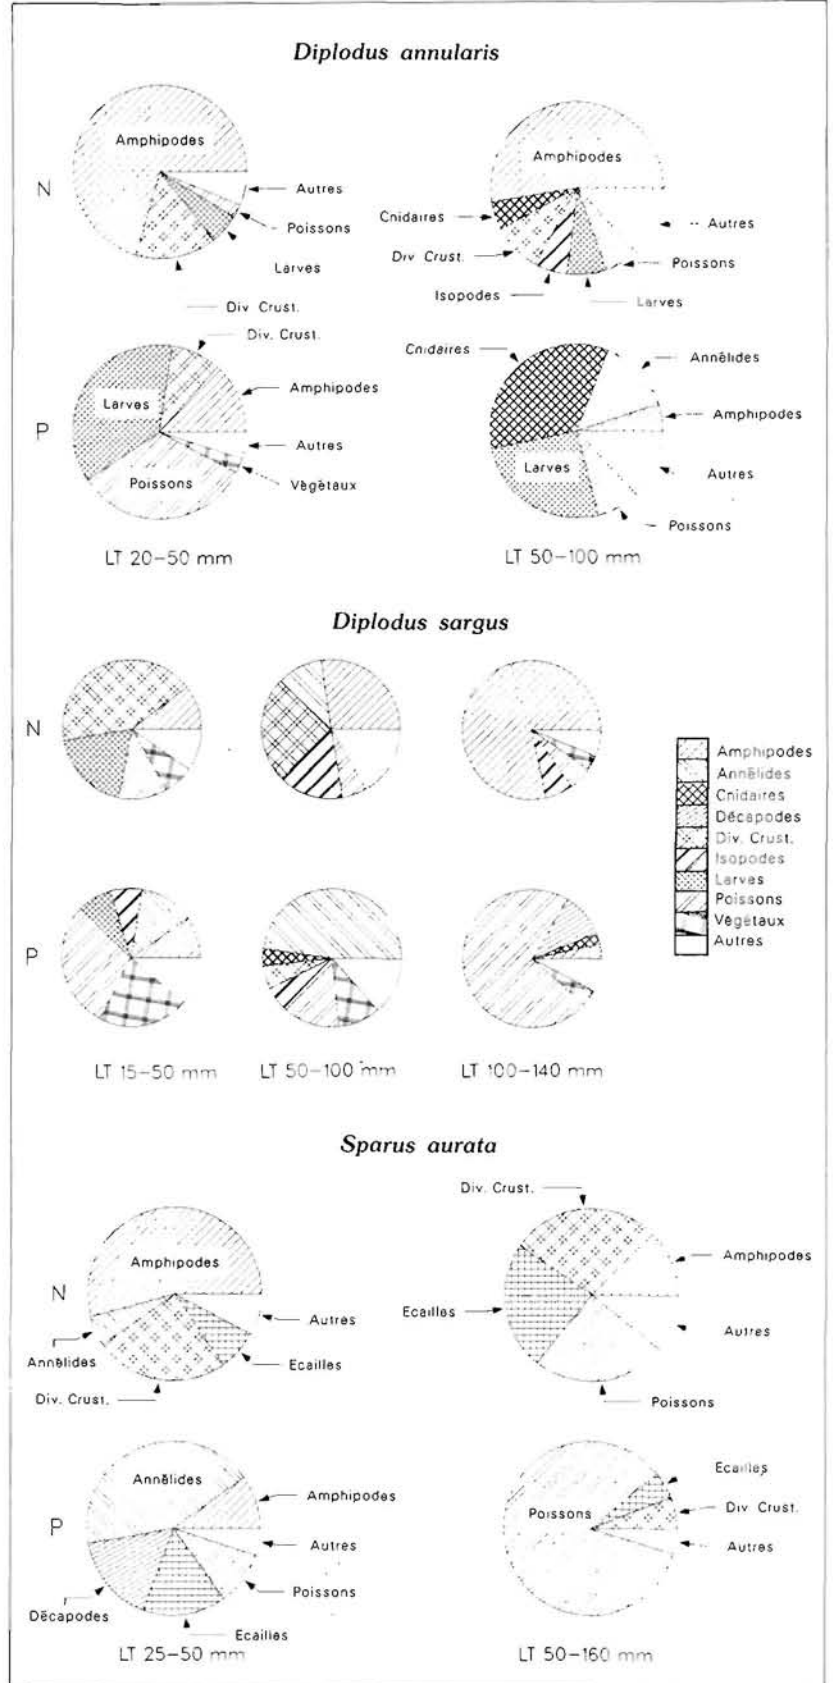 Diplodus annularis
N
Amphipodes
Autres
Poissons
Larves
Div Crust.
Amphipodes
Cnidaires
Div Crust.
Isopodes
Larves
Poissons
Autres
P
Div. Crust.
Larves
Amphipodes
Autres
Végétaux
Poissons
LT 20-50 mm
Cnidaires
Annélides
Amphipodes
Autres
Larves
Poissons
LT 50-100 mm
Diplodus sargus
N
P
LT 15-50 mm
LT 50-100 mm
LT 100-140 mm
Amphipodes
Annélides
Cnidaires
Décapodes
Div. Crust.
Isopodes
Larves
Poissons
Végétaux
Autres
Sparus aurata
N
Amphipodes
Autres
Ecailles
Annélides
Div. Crust.
Div. Crust.
Amphipodes
Ecailles
Autres
Poissons
P
Annélides
Amphipodes
Autres
Poissons
Décapodes
Ecailles
LT 25-50 mm
Ecailles
Poissons
Div. Crust.
Autres
LT 50-160 mm